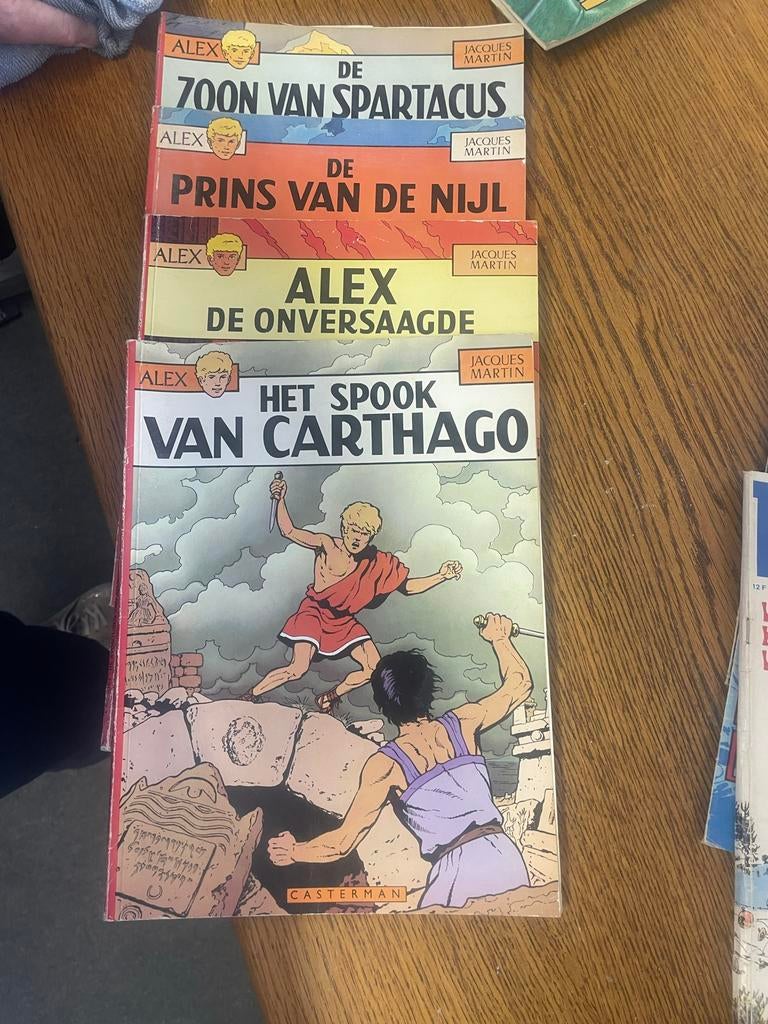 ALEX
JACQUES
MARTIN
DE
ZOON VAN SPARTACUS
ALEX
JACQUES
MARTIN
DE
PRINS VAN DE NIJL
ALEX
JACQUES
MARTIN
ALEX
DE ONVERSAAGDE
ALEX
JACQUES
MARTIN
HET SPOOK
VAN CARTHAGO
CASTERMAN
12 F